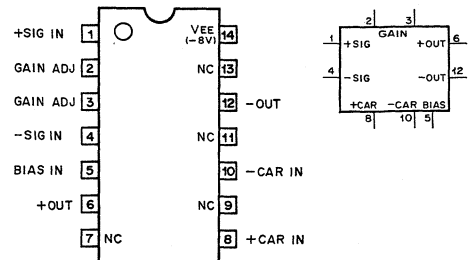 +SIG IN 1
GAIN ADJ 2
GAIN ADJ 3
-SIG IN 4
BIAS IN 5
+OUT 6
7 NC
VEE 14
(-8V)
NC 13
12 -OUT
NC 11
10 -CAR IN
NC 9
8 +CAR IN
2 3
GAIN
1 +SIG +OUT 6
4 -SIG -OUT 12
+CAR -CAR BIAS
8 10 5